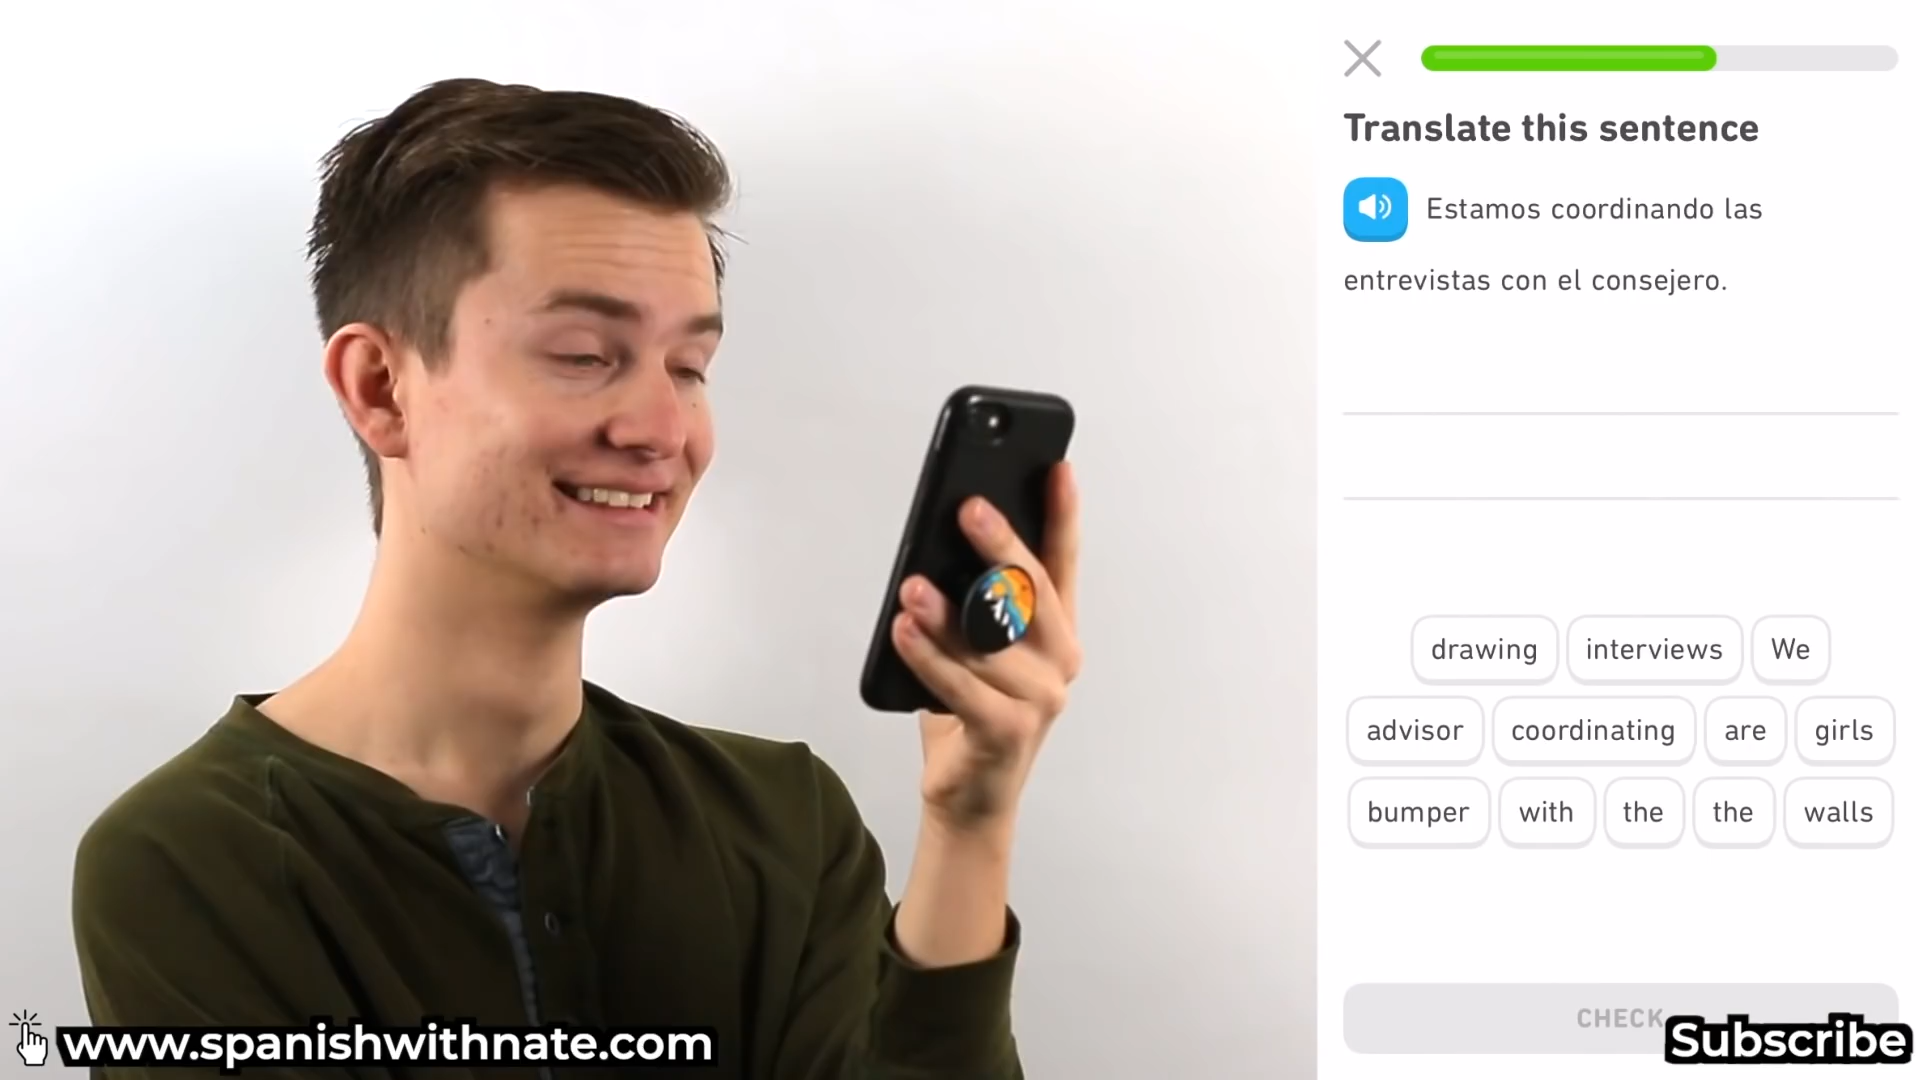 Translate this sentence
Estamos coordinando las
entrevistas con el consejero.
drawing interviews We
advisor coordinating are girls
bumper with the the walls
CHECK
www.spanishwithnate.com
Subscribe